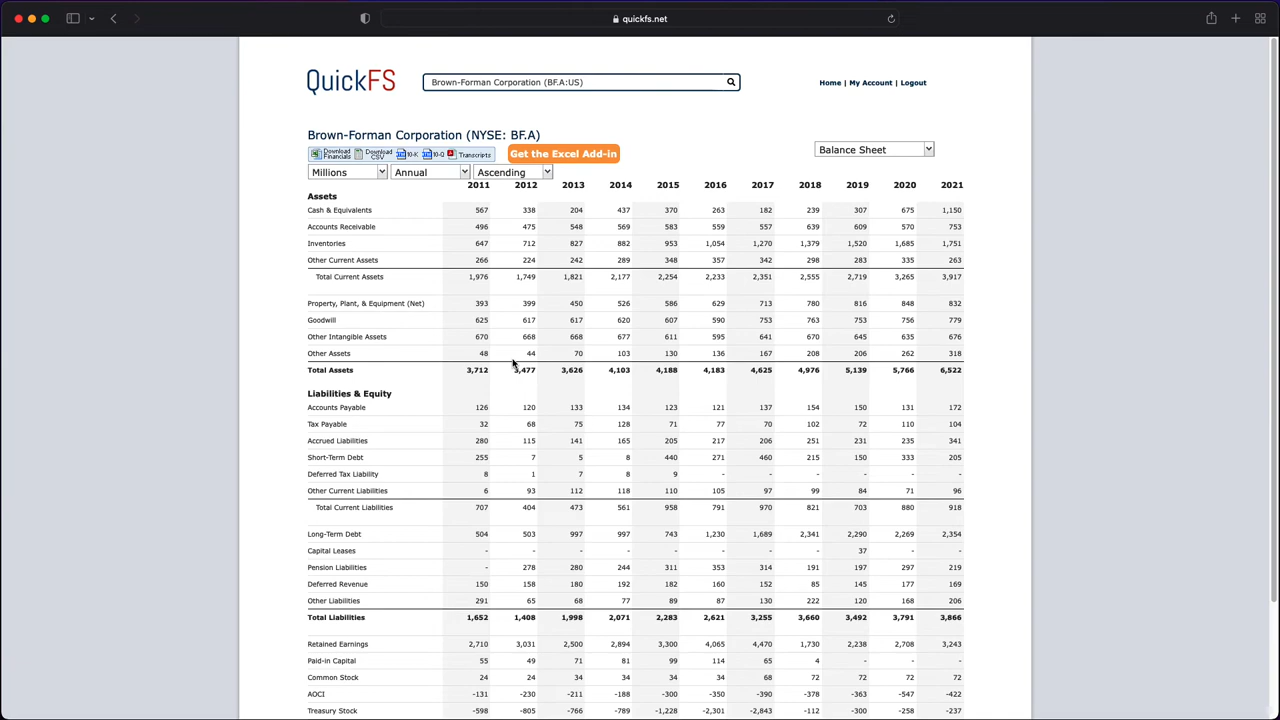 quickfs.net
QuickFS
Brown-Forman Corporation (BF.A:US)
Home | My Account | Logout
Brown-Forman Corporation (NYSE: BF.A)
Download Financials Download CSV 10-K 10-Q Transcripts Get the Excel Add-in Balance Sheet
Millions Annual Ascending
2011 2012 2013 2014 2015 2016 2017 2018 2019 2020 2021
Assets
Cash & Equivalents 567 338 204 437 370 263 182 239 307 675 1,150
Accounts Receivable 496 475 548 569 583 559 557 639 609 570 753
Inventories 647 712 827 882 953 1,054 1,270 1,379 1,520 1,685 1,751
Other Current Assets 266 224 242 289 348 357 342 298 283 335 263
Total Current Assets 1,976 1,749 1,821 2,177 2,254 2,233 2,351 2,555 2,719 3,265 3,917
Property, Plant, & Equipment (Net) 393 399 450 526 586 629 713 780 816 848 832
Goodwill 625 617 617 620 607 590 753 763 753 756 779
Other Intangible Assets 670 668 668 677 611 595 641 670 645 635 676
Other Assets 48 44 70 103 130 136 167 208 206 262 318
Total Assets 3,712 3,477 3,626 4,103 4,188 4,183 4,625 4,976 5,139 5,766 6,522
Liabilities & Equity
Accounts Payable 126 120 133 134 123 121 137 154 150 131 172
Tax Payable 32 68 75 128 71 77 70 102 72 110 104
Accrued Liabilities 280 115 141 165 205 217 206 251 231 235 341
Short-Term Debt 255 7 5 8 440 271 460 215 150 333 205
Deferred Tax Liability 8 1 7 8 9 - - - - - -
Other Current Liabilities 6 93 112 118 110 105 97 99 84 71 96
Total Current Liabilities 707 404 473 561 958 791 970 821 703 880 918
Long-Term Debt 504 503 997 997 743 1,230 1,689 2,341 2,290 2,269 2,354
Capital Leases - - - - - - - - 37 - -
Pension Liabilities - 278 280 244 311 353 314 191 197 297 219
Deferred Revenue 150 158 180 192 182 160 152 85 145 177 169
Other Liabilities 291 65 68 77 89 87 130 222 120 168 206
Total Liabilities 1,652 1,408 1,998 2,071 2,283 2,621 3,255 3,660 3,492 3,791 3,866
Retained Earnings 2,710 3,031 2,500 2,894 3,300 4,065 4,470 1,730 2,238 2,708 3,243
Paid-in Capital 55 49 71 81 99 114 65 4 - - -
Common Stock 24 24 34 34 34 34 68 72 72 72 72
AOCI -131 -230 -211 -188 -300 -350 -390 -378 -363 -547 -422
Treasury Stock -598 -805 -766 -789 -1,228 -2,301 -2,843 -112 -300 -258 -237